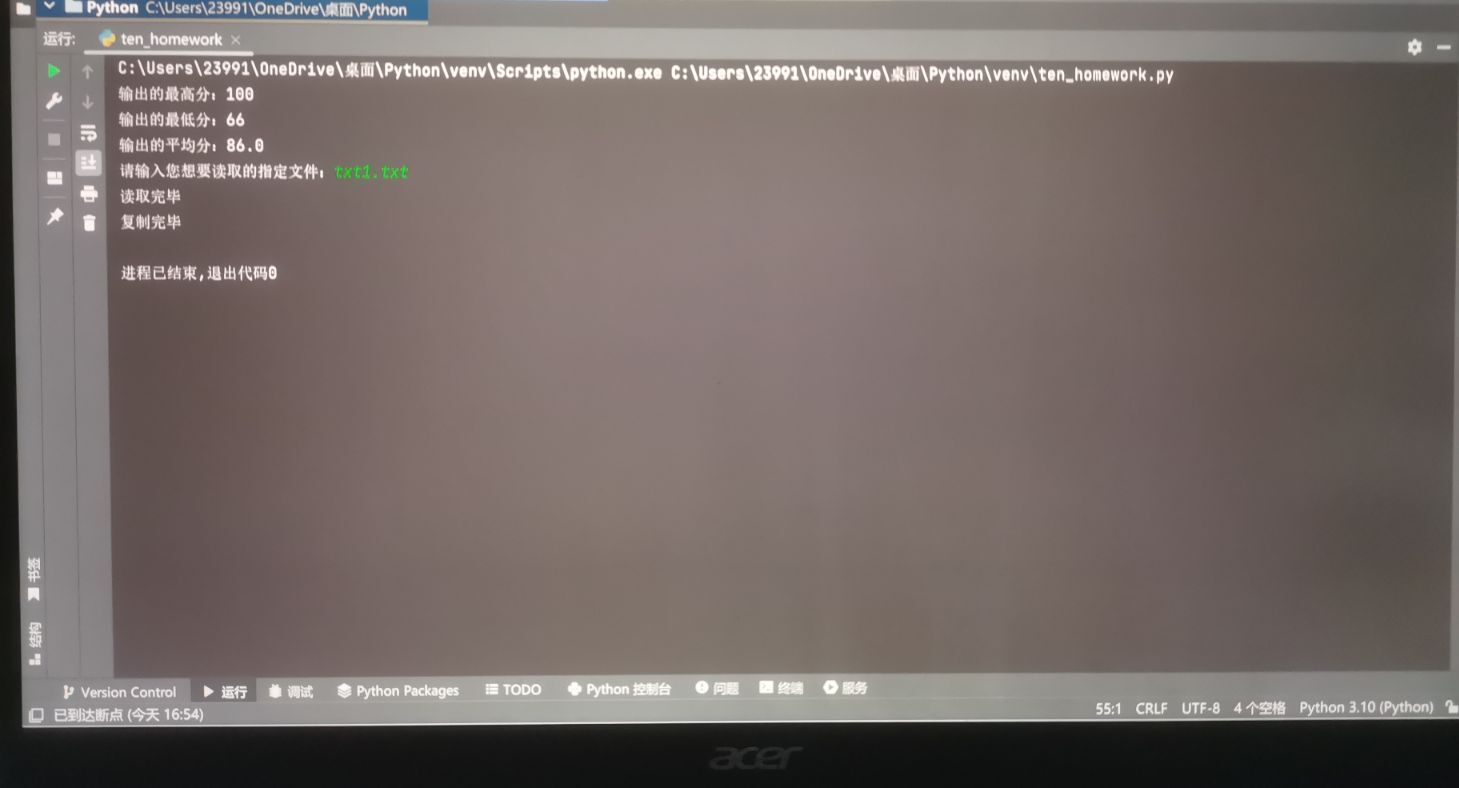 Python C:\Users\23991\OneDrive\桌面\Python
运行: ten_homework
C:\Users\23991\OneDrive\桌面\Python\venv\Scripts\python.exe C:\Users\23991\OneDrive\桌面\Python\venv\ten_homework.py
输出的最高分：100
输出的最低分：66
输出的平均分：86.0
请输入您想要读取的指定文件：txt1.txt
读取完毕
复制完毕
进程已结束,退出代码0
书签
结构
Version Control 运行 调试 Python Packages TODO Python 控制台 问题 终端 服务
已到达断点 (今天 16:54) 55:1 CRLF UTF-8 4 个空格 Python 3.10 (Python)
acer